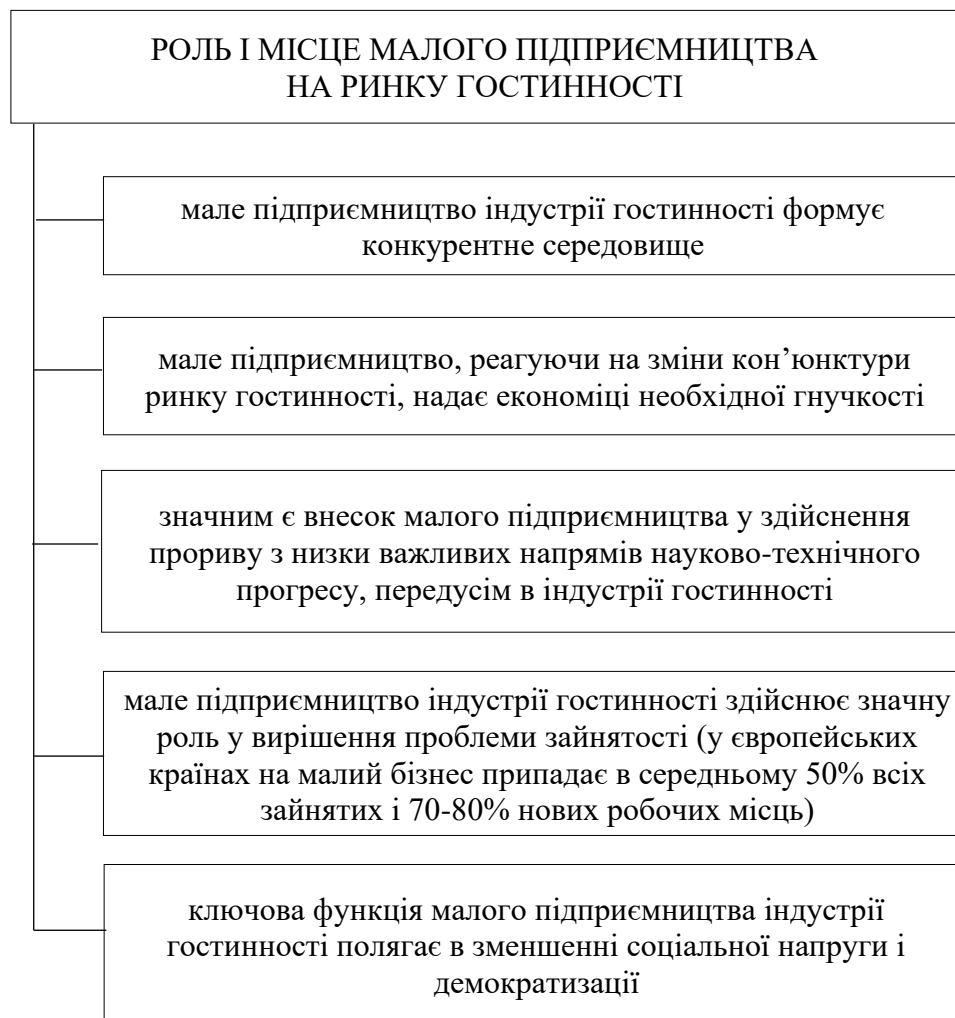 РОЛЬ І МІСЦЕ МАЛОГО ПІДПРИЄМНИЦТВА
НА РИНКУ ГОСТИННОСТІ
мале підприємництво індустрії гостинності формує
конкурентне середовище
мале підприємництво, реагуючи на зміни кон’юнктури
ринку гостинності, надає економіці необхідної гнучкості
значним є внесок малого підприємництва у здійснення
прориву з низки важливих напрямів науково-технічного
прогресу, передусім в індустрії гостинності
мале підприємництво індустрії гостинності здійснює значну
роль у вирішення проблеми зайнятості (у європейських
країнах на малий бізнес припадає в середньому 50% всіх
зайнятих і 70-80% нових робочих місць)
ключова функція малого підприємництва індустрії
гостинності полягає в зменшенні соціальної напруги і
демократизації